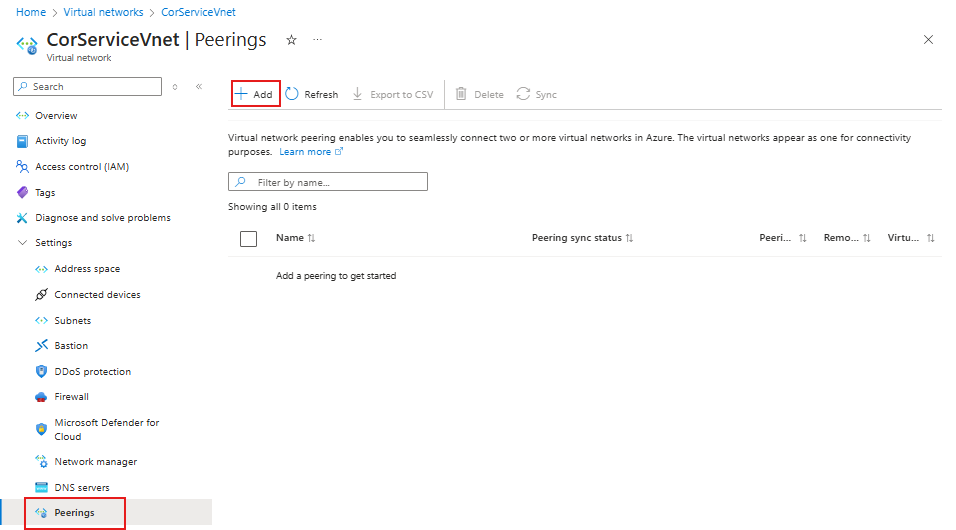 Home > Virtual networks > CorServiceVnet
CorServiceVnet | Peerings ☆ ...
Virtual network
Search
Overview
Activity log
Access control (IAM)
Tags
Diagnose and solve problems
Settings
Address space
Connected devices
Subnets
Bastion
DDoS protection
Firewall
Microsoft Defender for
Cloud
Network manager
DNS servers
Peerings
Add Refresh Export to CSV Delete Sync
Virtual network peering enables you to seamlessly connect two or more virtual networks in Azure. The virtual networks appear as one for connectivity
purposes. Learn more
Filter by name...
Showing all 0 items
Name Peering sync status Peeri... Remo... Virtu...
Add a peering to get started